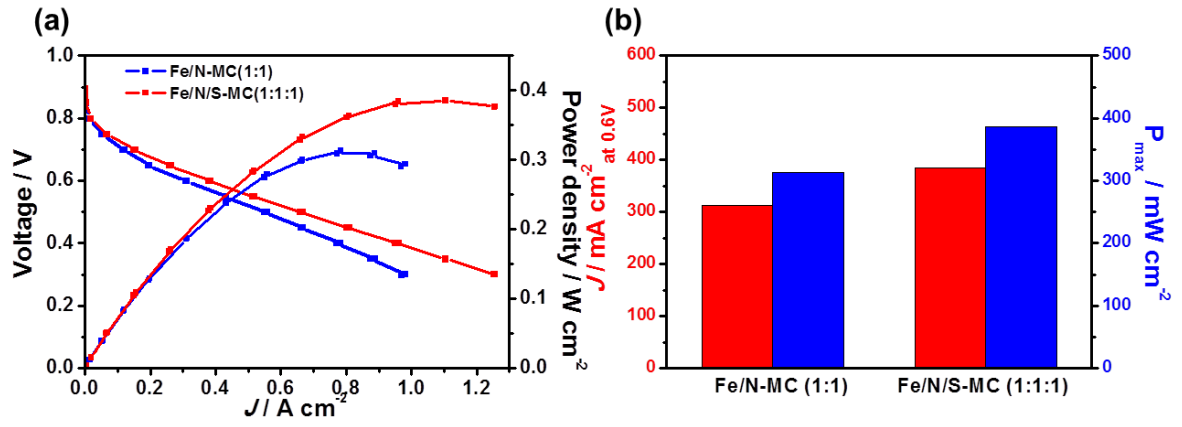 (a)
1.0
0.8
0.6
0.4
0.2
0.0
Voltage / V
Fe/N-MC(1:1)
Fe/N/S-MC(1:1:1)
0.4
0.3
0.2
0.1
0.0
Power density / W cm-2
0.0 0.2 0.4 0.6 0.8 1.0 1.2
J / A cm-2
(b)
600
500
400
300
200
100
0
J / mA cm-2 at 0.6V
500
400
300
200
100
0
Pmax / mW cm-2
Fe/N-MC (1:1) Fe/N/S-MC (1:1:1)